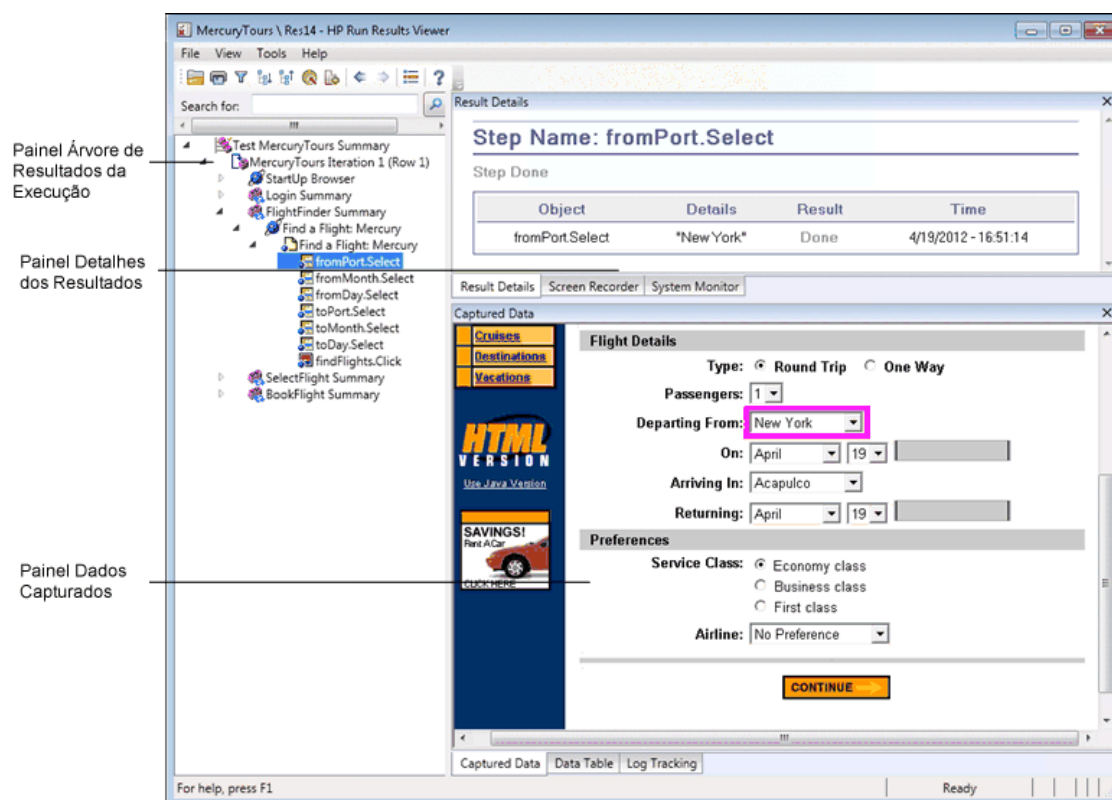 MercuryTours \ Res14 - HP Run Results Viewer
File View Tools Help
Search for:
Painel Árvore de
Resultados da
Execução
Test MercuryTours Summary
MercuryTours Iteration 1 (Row 1)
StartUp Browser
Login Summary
FlightFinder Summary
Find a Flight: Mercury
Find a Flight: Mercury
fromPort.Select
fromMonth.Select
fromDay.Select
toPort.Select
toMonth.Select
toDay.Select
findFlights.Click
SelectFlight Summary
BookFlight Summary
Result Details
Step Name: fromPort.Select
Step Done
Object Details Result Time
fromPort.Select "New York" Done 4/19/2012 - 16:51:14
Painel Detalhes
dos Resultados
Result Details Screen Recorder System Monitor
Captured Data
Cruises
Destinations
Vacations
HTML
VERSION
Use Java Version
SAVINGS!
Rent A Car
CLICK HERE
Flight Details
Type: Round Trip One Way
Passengers: 1
Departing From: New York
On: April 19
Arriving In: Acapulco
Returning: April 19
Preferences
Service Class: Economy class
Business class
First class
Airline: No Preference
CONTINUE
Painel Dados
Capturados
Captured Data Data Table Log Tracking
For help, press F1 Ready